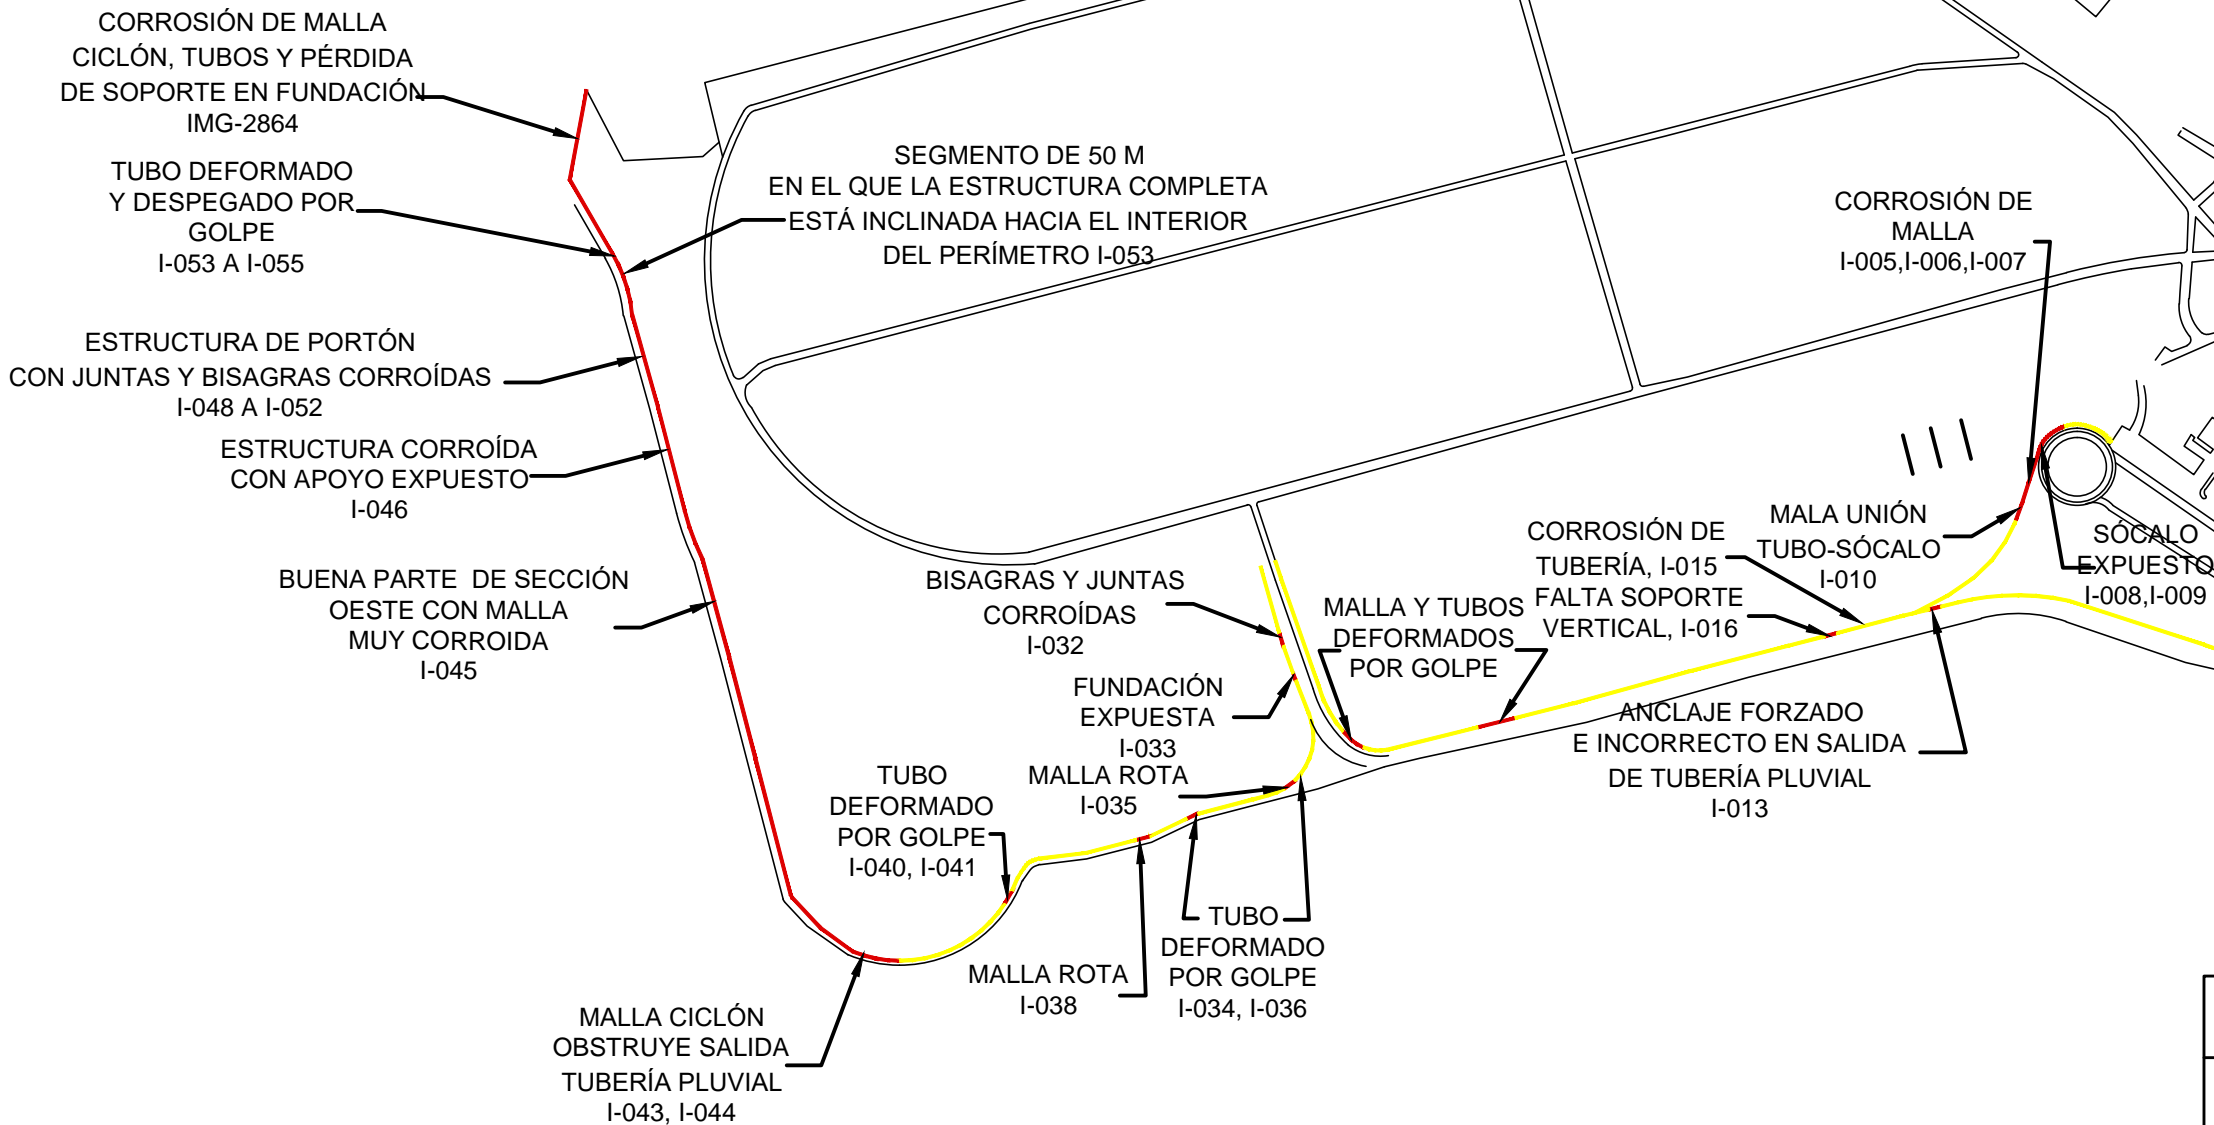 CORROSIÓN DE MALLA
CICLÓN, TUBOS Y PÉRDIDA
DE SOPORTE EN FUNDACIÓN
IMG-2864
TUBO DEFORMADO
Y DESPEGADO POR
GOLPE
I-053 A I-055
SEGMENTO DE 50 M
EN EL QUE LA ESTRUCTURA COMPLETA
ESTÁ INCLINADA HACIA EL INTERIOR
DEL PERÍMETRO I-053
CORROSIÓN DE
MALLA
I-005,I-006,I-007
ESTRUCTURA DE PORTÓN
CON JUNTAS Y BISAGRAS CORROÍDAS
I-048 A I-052
ESTRUCTURA CORROÍDA
CON APOYO EXPUESTO
I-046
BUENA PARTE  DE SECCIÓN
OESTE CON MALLA
MUY CORROIDA
I-045
BISAGRAS Y JUNTAS
CORROÍDAS
I-032
FUNDACIÓN
EXPUESTA
I-033
MALLA Y TUBOS
DEFORMADOS
POR GOLPE
CORROSIÓN DE
TUBERÍA, I-015
FALTA SOPORTE
VERTICAL, I-016
MALA UNIÓN
TUBO-SÓCALO
I-010
SÓCALO
EXPUESTO
I-008,I-009
ANCLAJE FORZADO
E INCORRECTO EN SALIDA
DE TUBERÍA PLUVIAL
I-013
MALLA ROTA
I-035
TUBO
DEFORMADO
POR GOLPE
I-040, I-041
TUBO
DEFORMADO
POR GOLPE
I-034, I-036
MALLA ROTA
I-038
MALLA CICLÓN
OBSTRUYE SALIDA
TUBERÍA PLUVIAL
I-043, I-044